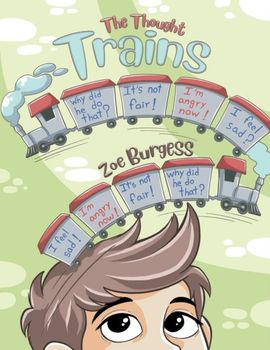 The Thought
Trains
why did
he do
that?
It's not
fair!
I'm
angry
now!
I feel
sad?
Zoe Burgess
I feel
sad!
I'm
angry
now!
It's not
fair!
why did
he do
that?